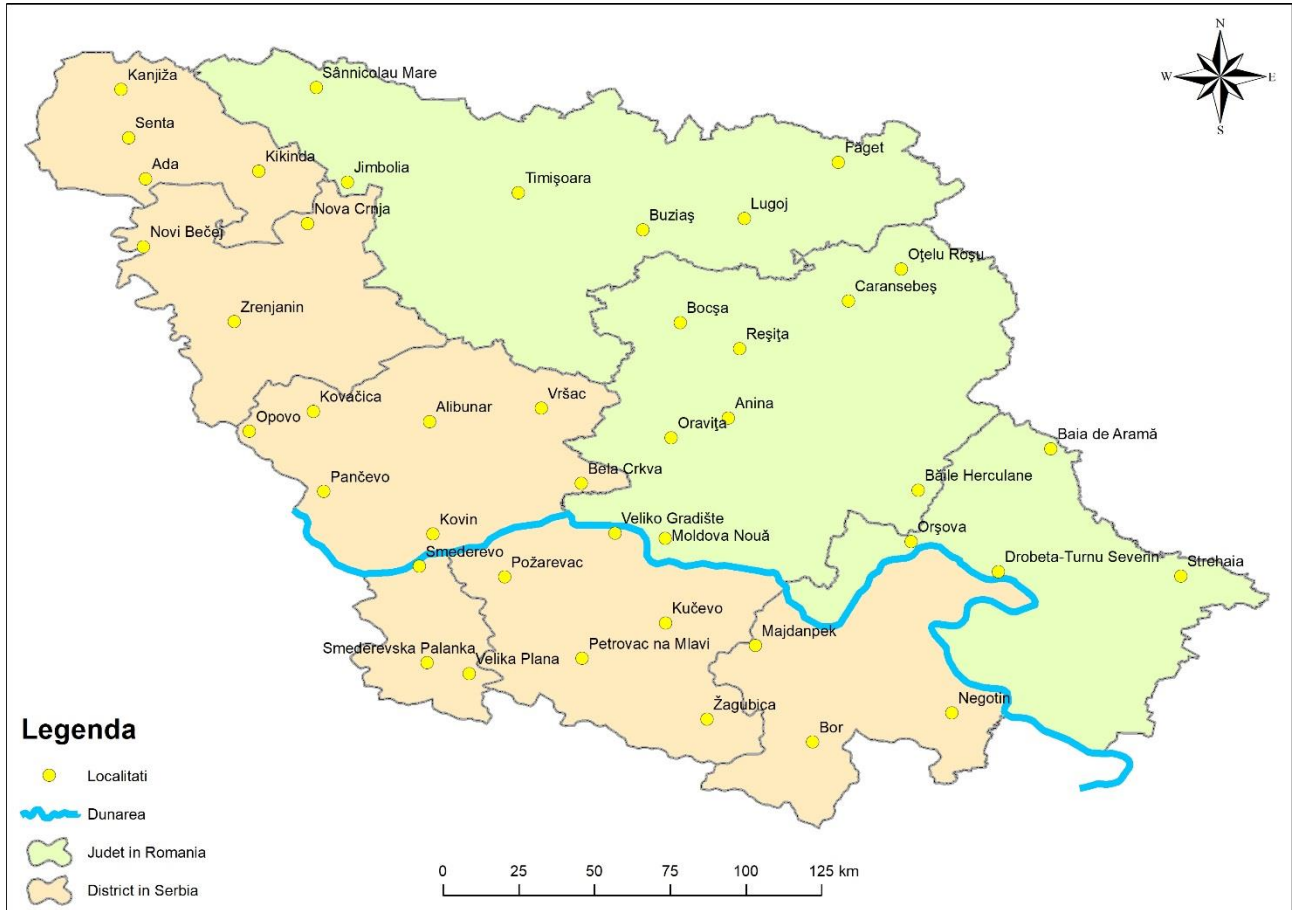 N
W
E
S
Kanjiža
Sânnicolau Mare
Senta
Făget
Kikinda
Ada
Jimbolia
Timişoara
Lugoj
Buziaş
Nova Crnja
Novi Bečej
Oţelu Roşu
Caransebeş
Zrenjanin
Bocşa
Reşiţa
Vršac
Kovačica
Alibunar
Anina
Opovo
Oraviţa
Baia de Aramă
Bela Crkva
Pančevo
Băile Herculane
Kovin
Veliko Gradište
Moldova Nouă
Orşova
Smederevo
Požarevac
Drobeta-Turnu Severin
Strehaia
Kučevo
Majdanpek
Smederevska Palanka
Petrovac na Mlavi
Velika Plana
Žagubica
Negotin
Bor
Legenda
Localitati
Dunarea
Judet in Romania
District in Serbia
0 25 50 75 100 125 km